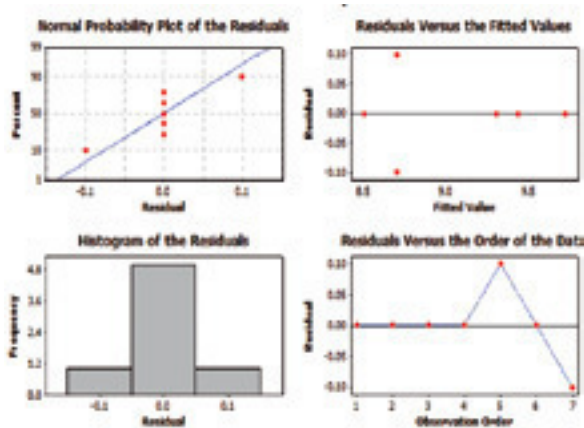 Normal Probability Plot of the Residuals
99
90
50
10
1
Percent
-0.1 0.0 0.1
Residual
Residuals Versus the Fitted Values
0.10
0.05
0.00
-0.05
-0.10
Residual
8.5 9.0 9.5
Fitted Value
Histogram of the Residuals
4.8
3.6
2.4
1.2
0.0
Frequency
-0.1 0.0 0.1
Residual
Residuals Versus the Order of the Data
0.10
0.05
0.00
-0.05
-0.10
Residual
1 2 3 4 5 6 7
Observation Order